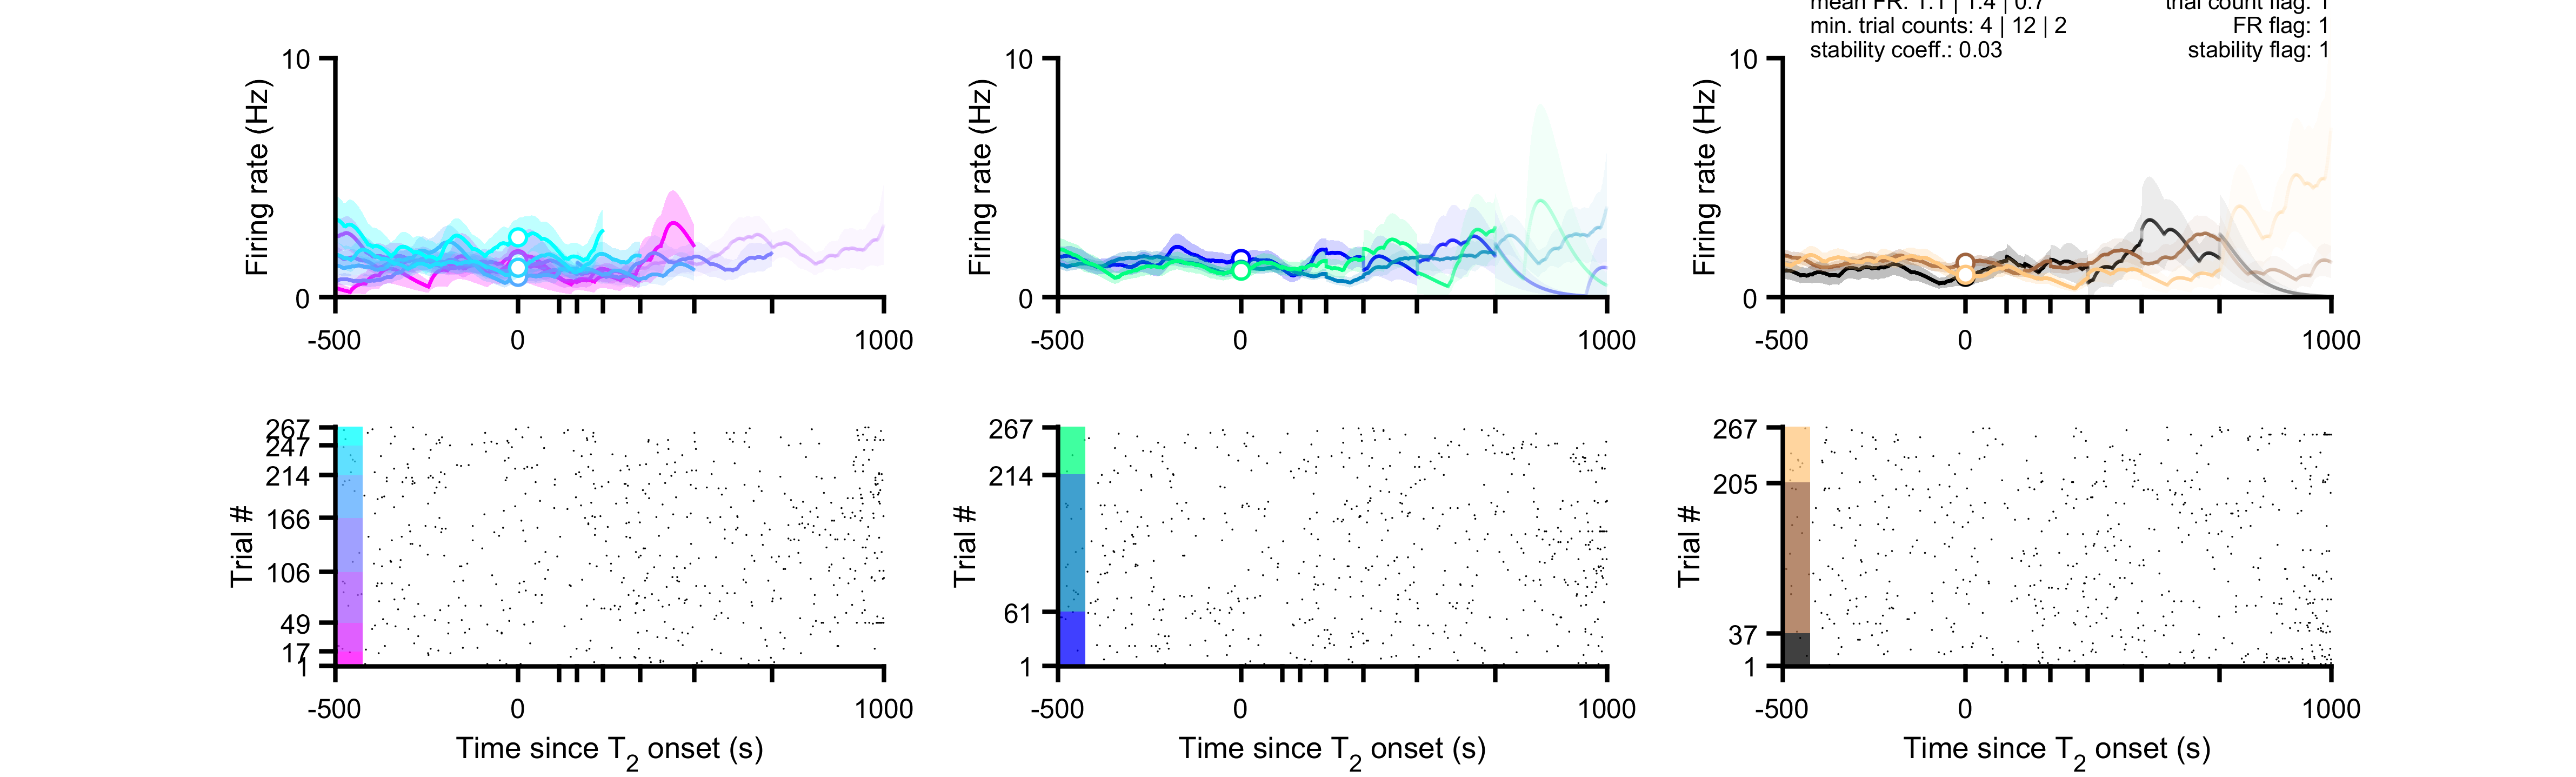 mean FR: 1.1 | 1.4 | 0.7 trial count flag: 1
min. trial counts: 4 | 12 | 2 FR flag: 1
stability coeff.: 0.03 stability flag: 1
10
Firing rate (Hz)
0
-500 0 1000
10
Firing rate (Hz)
0
-500 0 1000
10
Firing rate (Hz)
0
-500 0 1000
267
247
214
166
106
49
17
1
Trial #
-500 0 1000
Time since T2 onset (s)
267
214
61
1
Trial #
-500 0 1000
Time since T2 onset (s)
267
205
37
1
Trial #
-500 0 1000
Time since T2 onset (s)